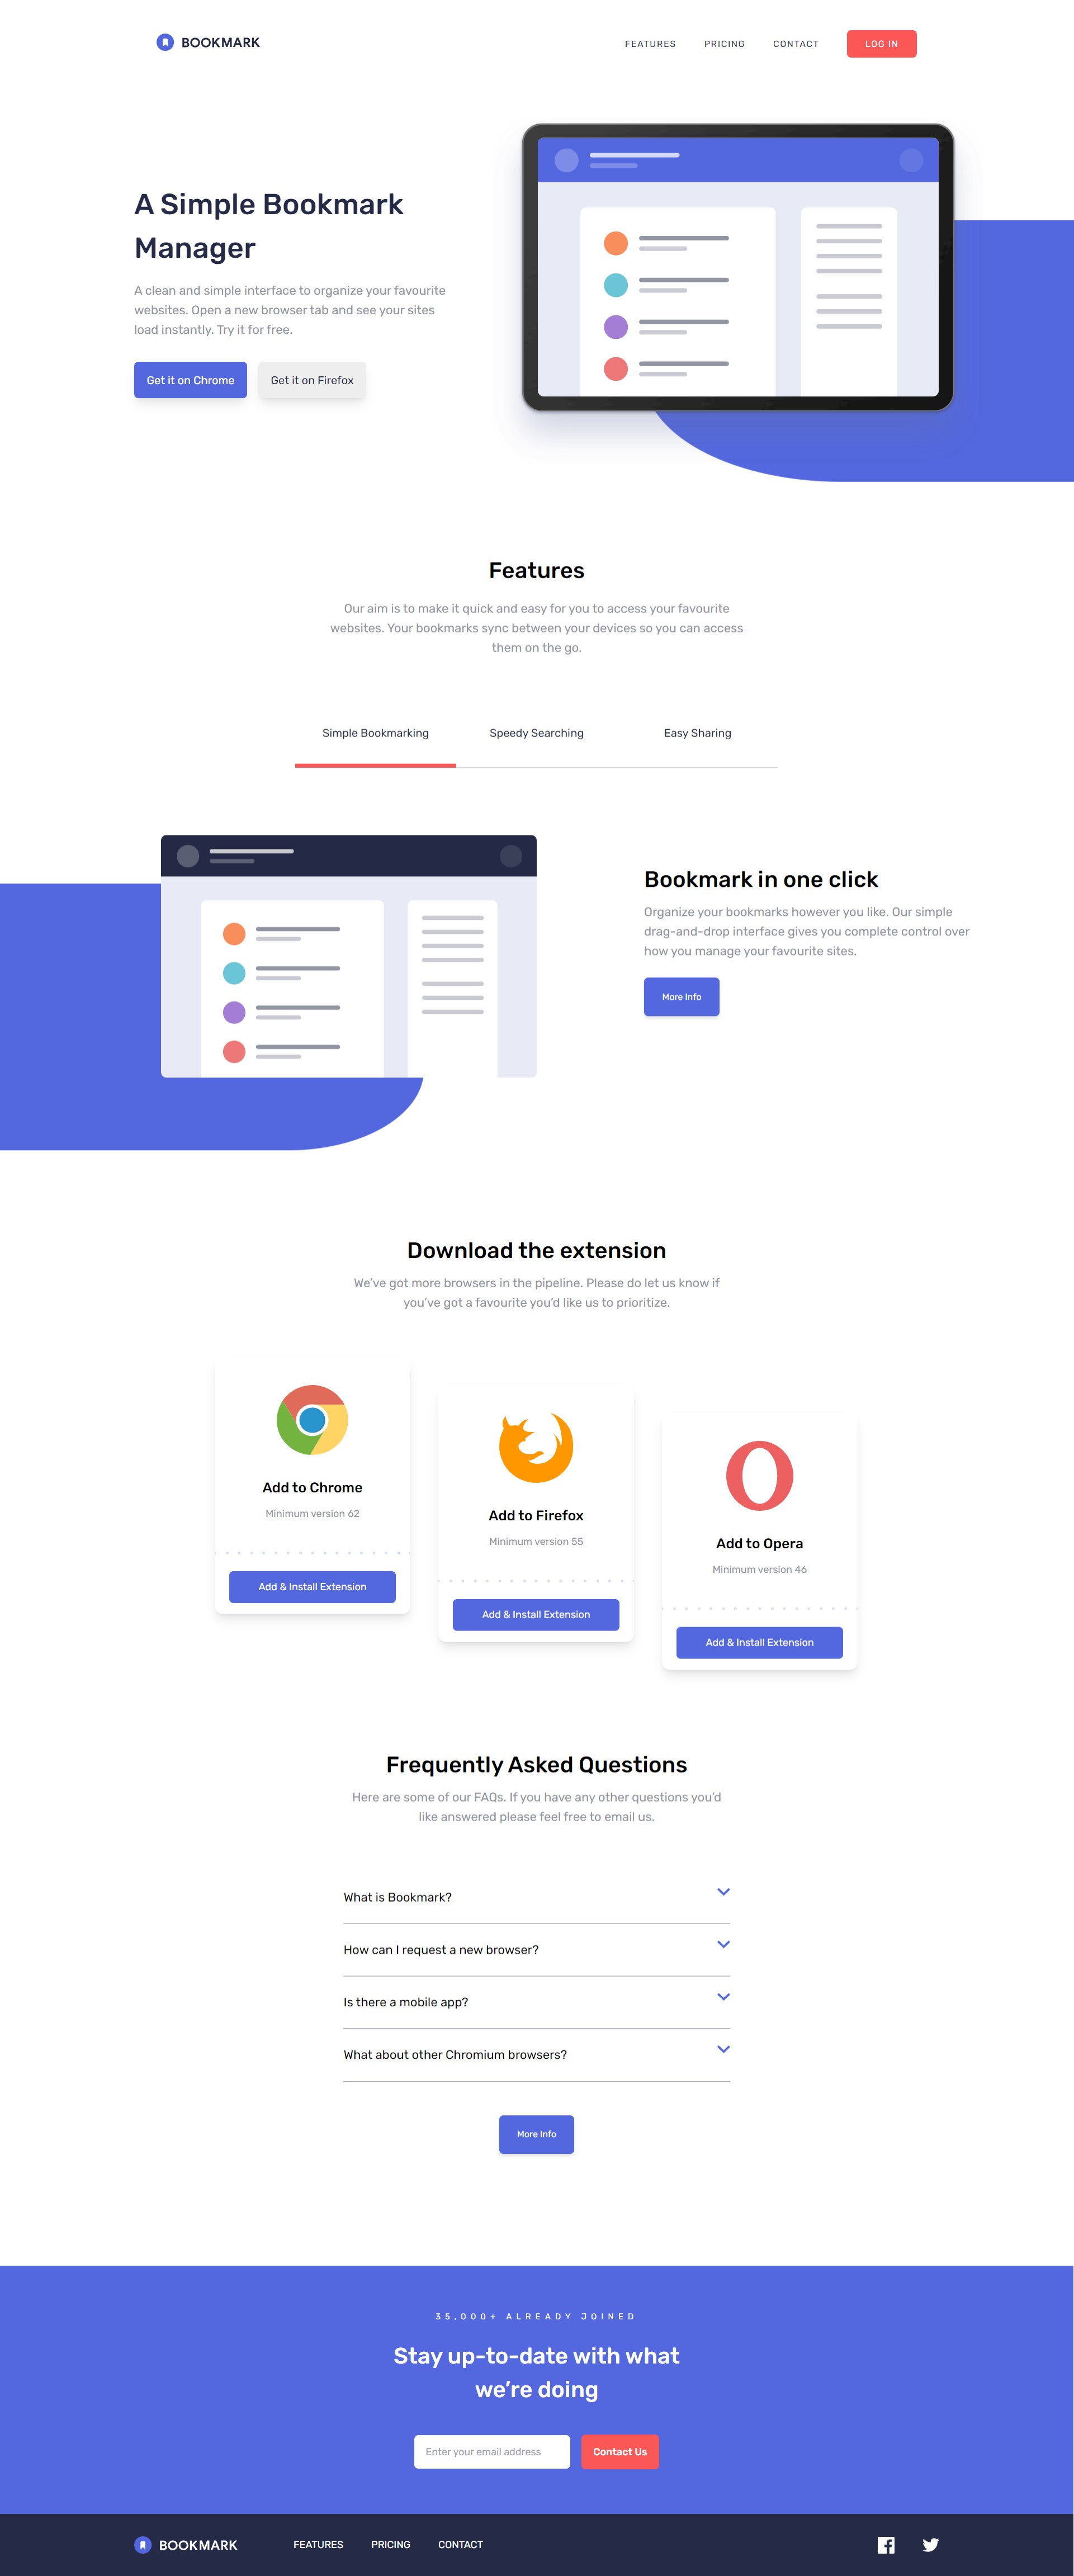 BOOKMARK
FEATURES PRICING CONTACT LOG IN
A Simple Bookmark
Manager
A clean and simple interface to organize your favourite
websites. Open a new browser tab and see your sites
load instantly. Try it for free.
Get it on Chrome Get it on Firefox
Features
Our aim is to make it quick and easy for you to access your favourite
websites. Your bookmarks sync between your devices so you can access
them on the go.
Simple Bookmarking Speedy Searching Easy Sharing
Bookmark in one click
Organize your bookmarks however you like. Our simple
drag-and-drop interface gives you complete control over
how you manage your favourite sites.
More Info
Download the extension
We’ve got more browsers in the pipeline. Please do let us know if
you’ve got a favourite you’d like us to prioritize.
Add to Chrome
Minimum version 62
Add & Install Extension
Add to Firefox
Minimum version 55
Add & Install Extension
Add to Opera
Minimum version 46
Add & Install Extension
Frequently Asked Questions
Here are some of our FAQs. If you have any other questions you’d
like answered please feel free to email us.
What is Bookmark?
How can I request a new browser?
Is there a mobile app?
What about other Chromium browsers?
More Info
35,000+ ALREADY JOINED
Stay up-to-date with what
we’re doing
Enter your email address Contact Us
BOOKMARK FEATURES PRICING CONTACT